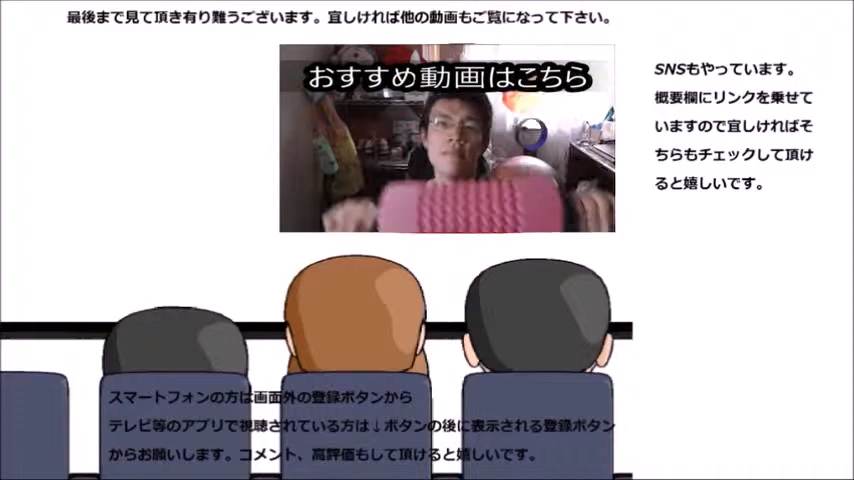 最後まで見て頂き有り難うございます。宜しければ他の動画もご覧になって下さい。
おすすめ動画はこちら
SNSもやっています。
概要欄にリンクを乗せて
いますので宜しければそ
ちらもチェックして頂け
ると嬉しいです。
スマートフォンの方は画面外の登録ボタンから
テレビ等のアプリで視聴されている方は↓ボタンの後に表示される登録ボタン
からお願いします。コメント、高評価もして頂けると嬉しいです。